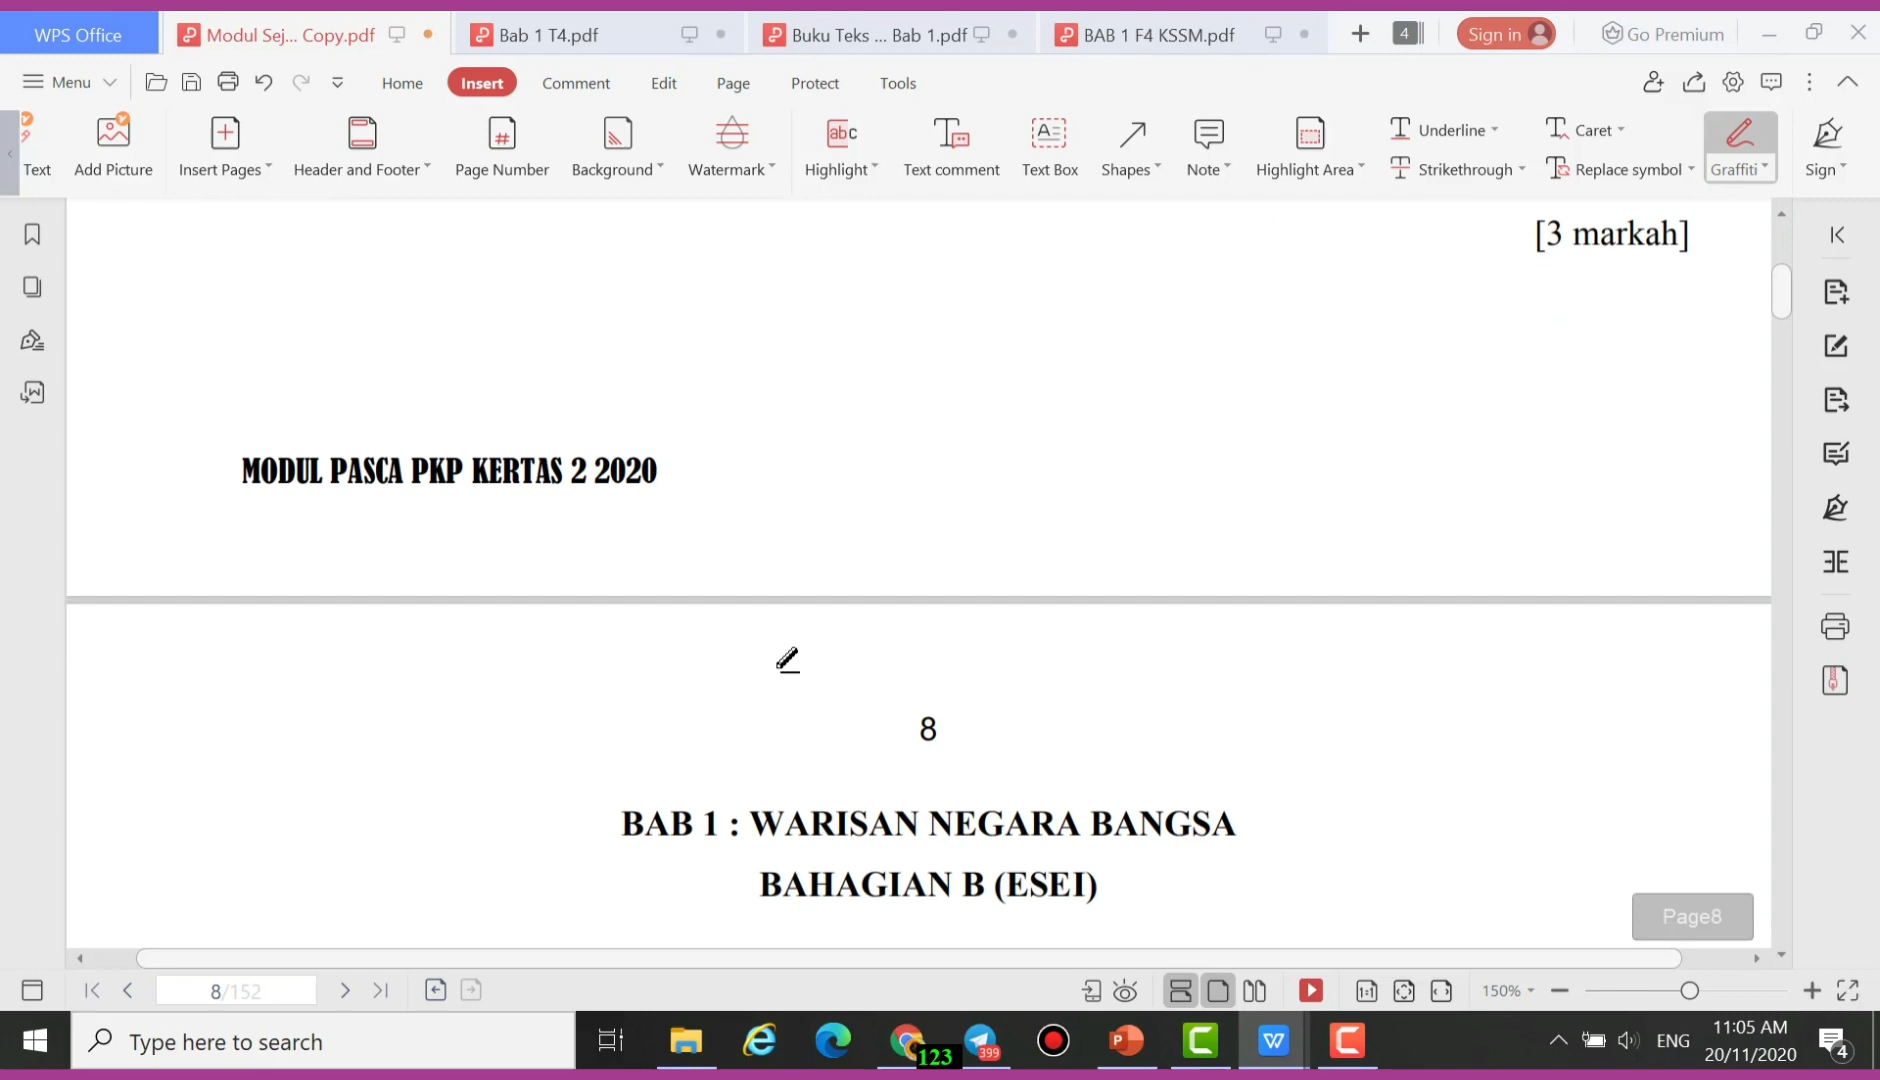 WPS Office
Modul Sej... Copy.pdf
Bab 1 T4.pdf
Buku Teks ... Bab 1.pdf
BAB 1 F4 KSSM.pdf
4
Sign in
Go Premium
Menu
Home
Insert
Comment
Edit
Page
Protect
Tools
Text
Add Picture
Insert Pages
Header and Footer
Page Number
Background
Watermark
Highlight
Text comment
Text Box
Shapes
Note
Highlight Area
Underline
Strikethrough
Caret
Replace symbol
Graffiti
Sign
[3 markah]
MODUL PASCA PKP KERTAS 2 2020
8
BAB 1 : WARISAN NEGARA BANGSA
BAHAGIAN B (ESEI)
Page8
8/152
150%
Type here to search
123
399
ENG
11:05 AM
20/11/2020
4